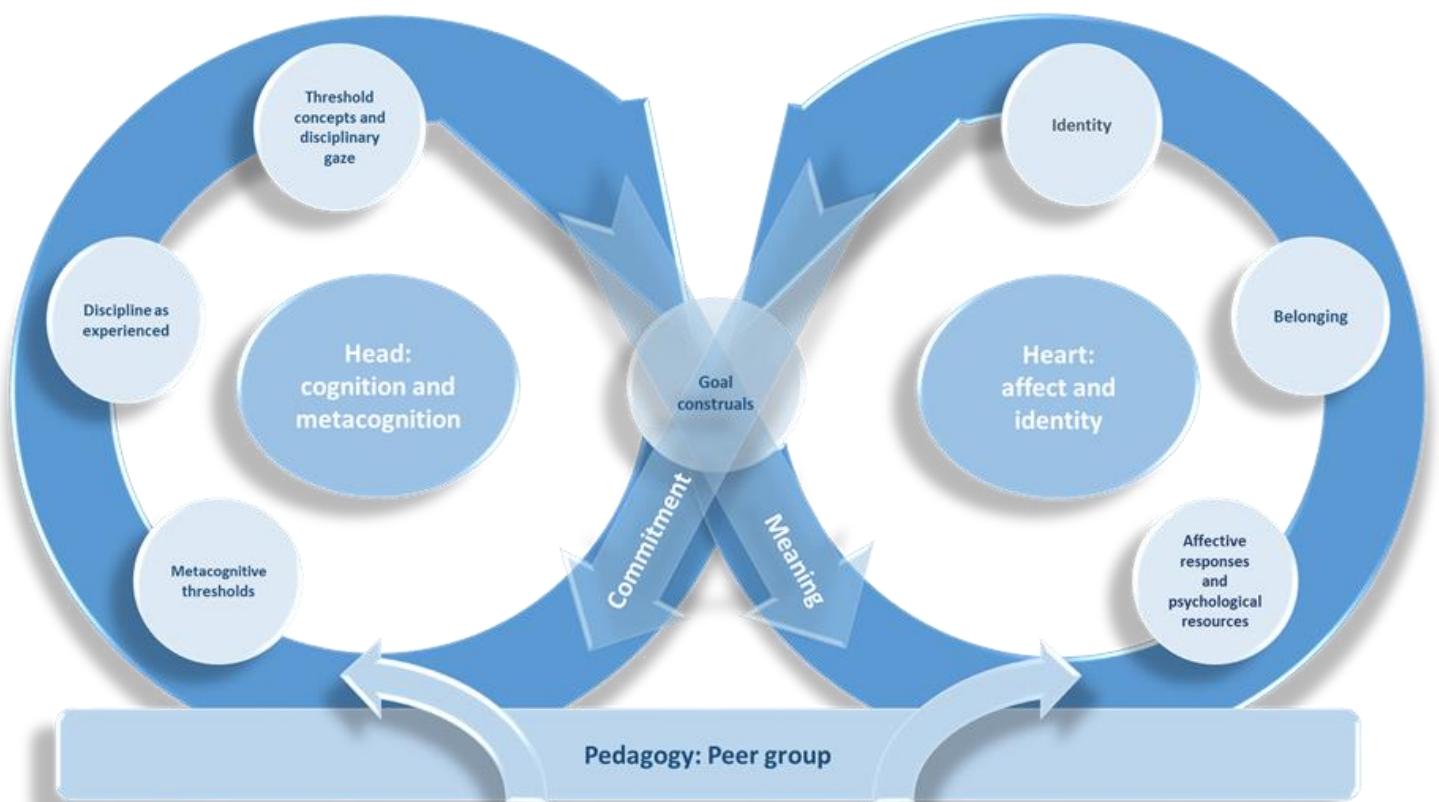 Threshold
concepts and
disciplinary
gaze
Discipline as
experienced
Head:
cognition and
metacognition
Metacognitive
thresholds
Goal
construals
Commitment
Meaning
Identity
Belonging
Heart:
affect and
identity
Affective
responses
and
psychological
resources
Pedagogy: Peer group